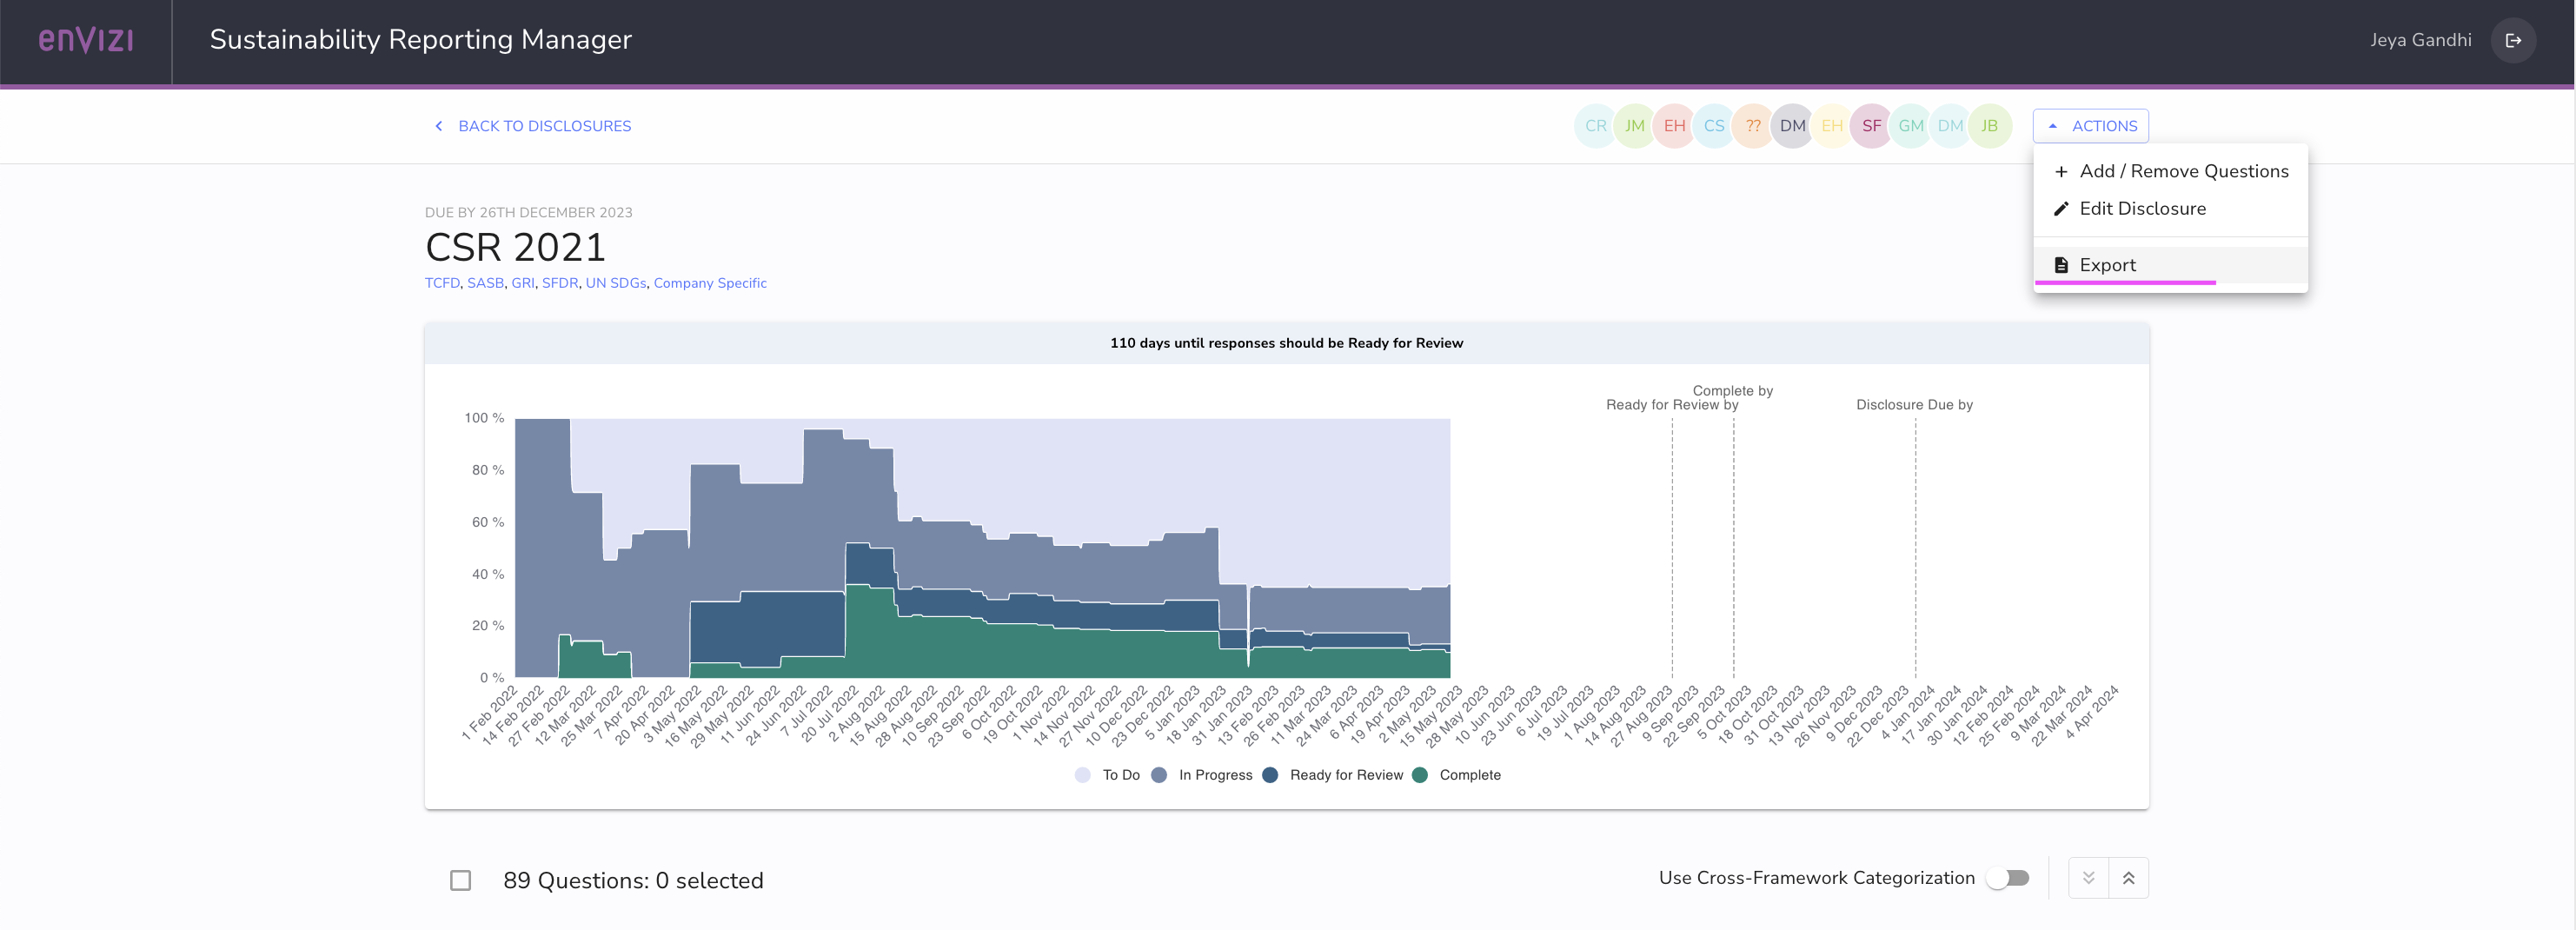 enVizi
Sustainability Reporting Manager
Jeya Gandhi
BACK TO DISCLOSURES
CR JM EH CS ?? DM EH SF GM DM JB
ACTIONS
Add / Remove Questions
Edit Disclosure
Export
DUE BY 26TH DECEMBER 2023
CSR 2021
TCFD, SASB, GRI, SFDR, UN SDGs, Company Specific
110 days until responses should be Ready for Review
Complete by
Ready for Review by
Disclosure Due by
100 %
80 %
60 %
40 %
20 %
0 %
1 Feb 2022
14 Feb 2022
27 Feb 2022
12 Mar 2022
25 Mar 2022
7 Apr 2022
20 Apr 2022
3 May 2022
16 May 2022
29 May 2022
11 Jun 2022
24 Jun 2022
7 Jul 2022
20 Jul 2022
2 Aug 2022
15 Aug 2022
28 Aug 2022
10 Sep 2022
23 Sep 2022
6 Oct 2022
19 Oct 2022
1 Nov 2022
14 Nov 2022
27 Nov 2022
10 Dec 2022
23 Dec 2022
5 Jan 2023
18 Jan 2023
31 Jan 2023
13 Feb 2023
26 Feb 2023
11 Mar 2023
24 Mar 2023
6 Apr 2023
19 Apr 2023
2 May 2023
15 May 2023
28 May 2023
10 Jun 2023
23 Jun 2023
6 Jul 2023
19 Jul 2023
1 Aug 2023
14 Aug 2023
27 Aug 2023
9 Sep 2023
22 Sep 2023
5 Oct 2023
18 Oct 2023
31 Oct 2023
13 Nov 2023
26 Nov 2023
9 Dec 2023
22 Dec 2023
4 Jan 2024
17 Jan 2024
30 Jan 2024
12 Feb 2024
25 Feb 2024
9 Mar 2024
22 Mar 2024
4 Apr 2024
To Do In Progress Ready for Review Complete
89 Questions: 0 selected
Use Cross-Framework Categorization